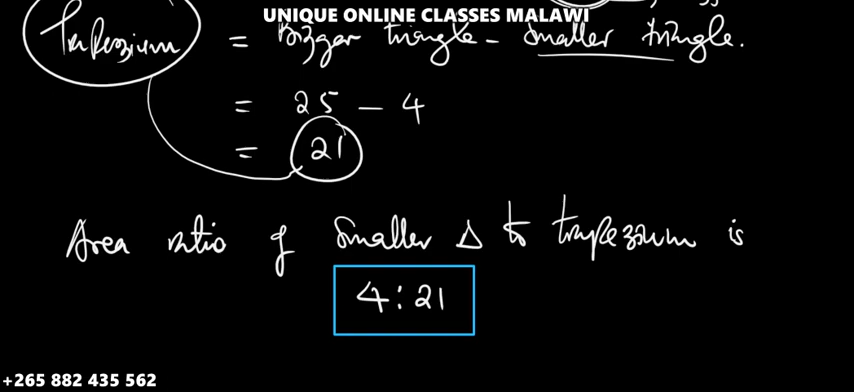 UNIQUE ONLINE CLASSES MALAWI
Trapezium = Bigger triangle - smaller triangle.
= 25 - 4
= 21
Area ratio of smaller Δ to trapezium is
4 : 21
+265 882 435 562